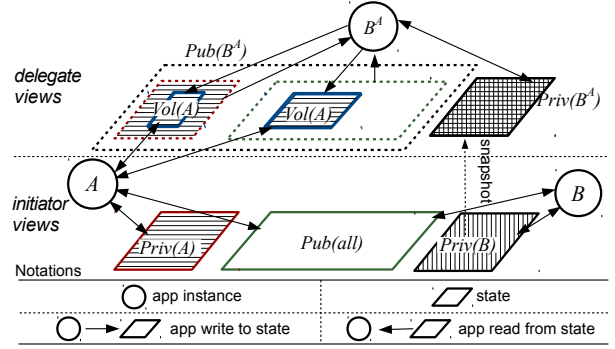 B^A
Pub(B^A)
delegate views
Vol(A)
Vol(A)
Priv(B^A)
snapshot
A
B
initiator views
Priv(A)
Pub(all)
Priv(B)
Notations
app instance
state
app write to state
app read from state